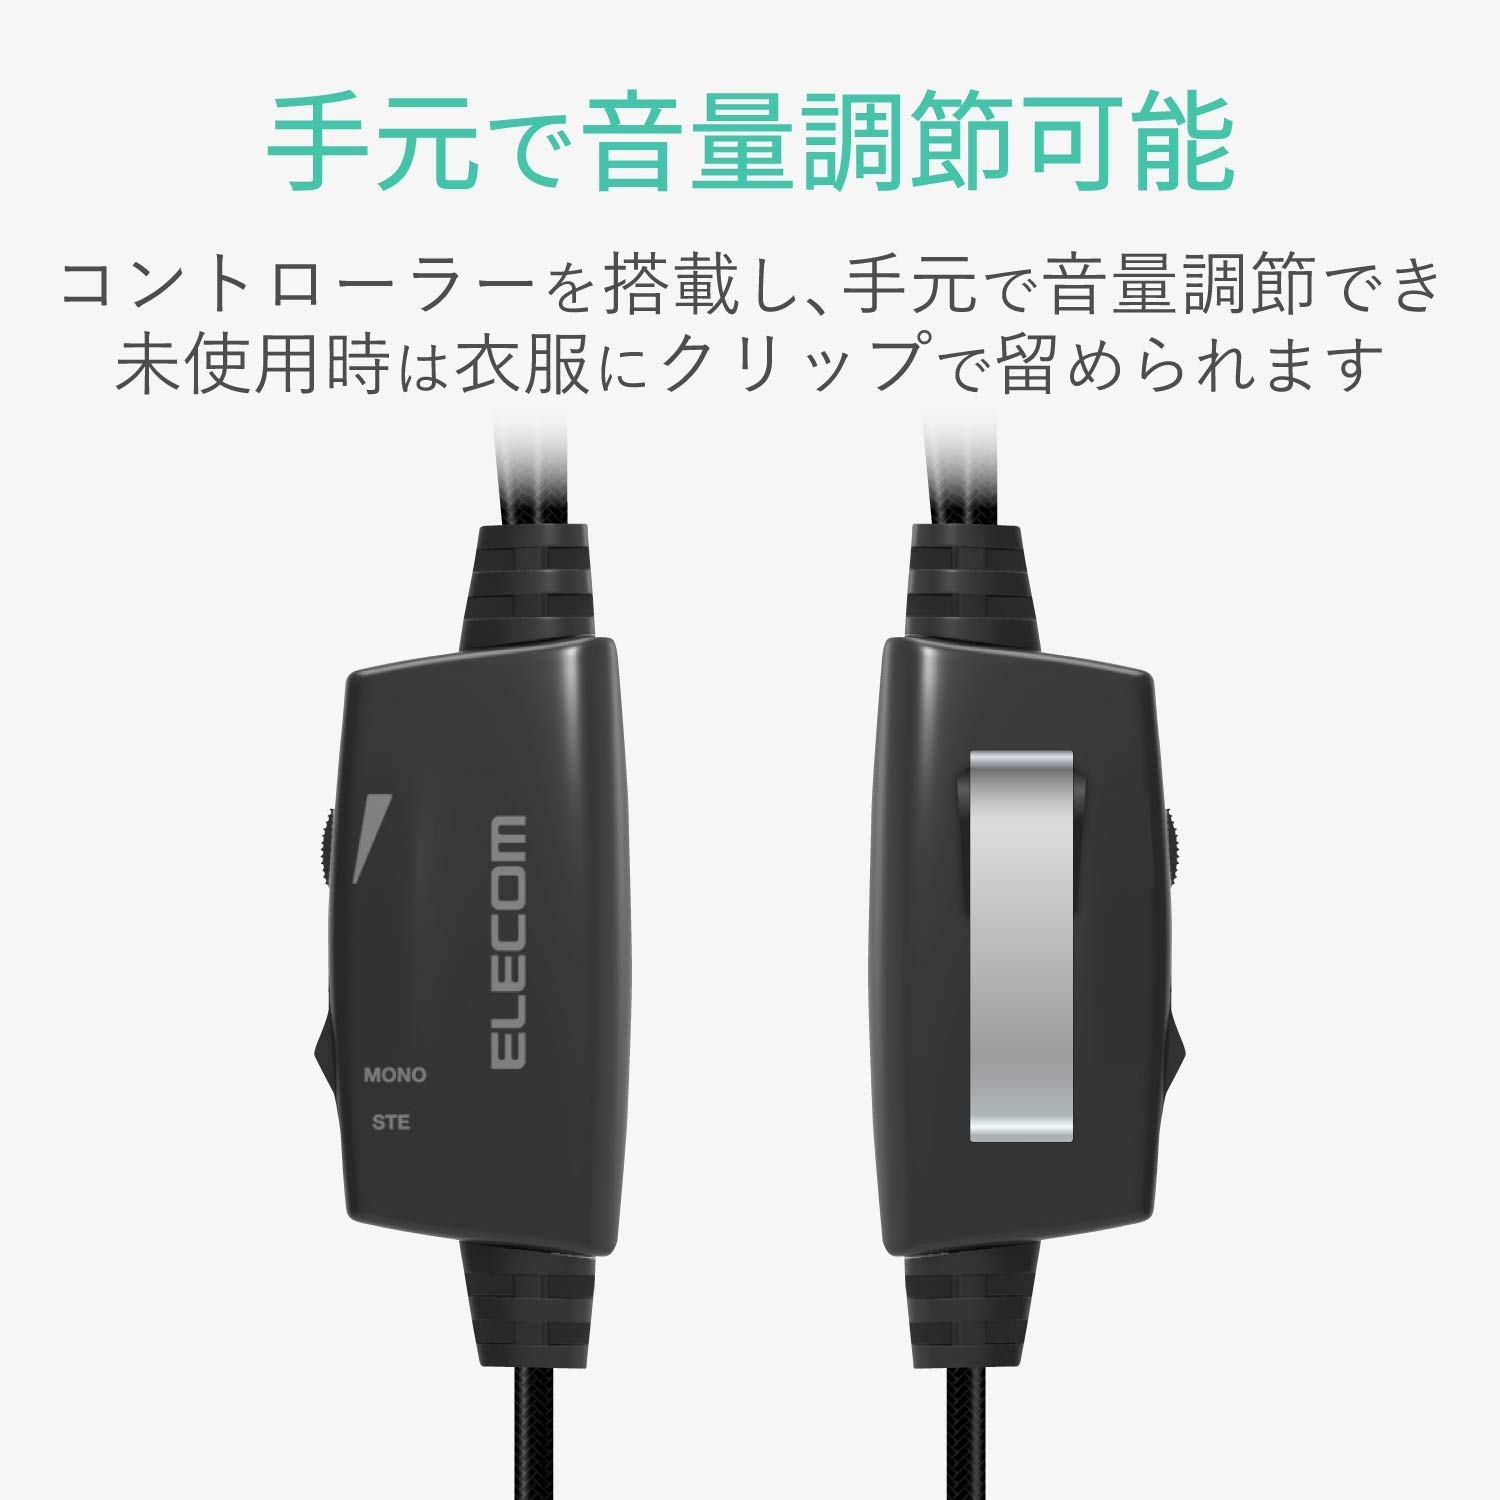 手元で音量調節可能
コントローラーを搭載し、手元で音量調節でき
未使用時は衣服にクリップで留められます
ELECOM
MONO
STE